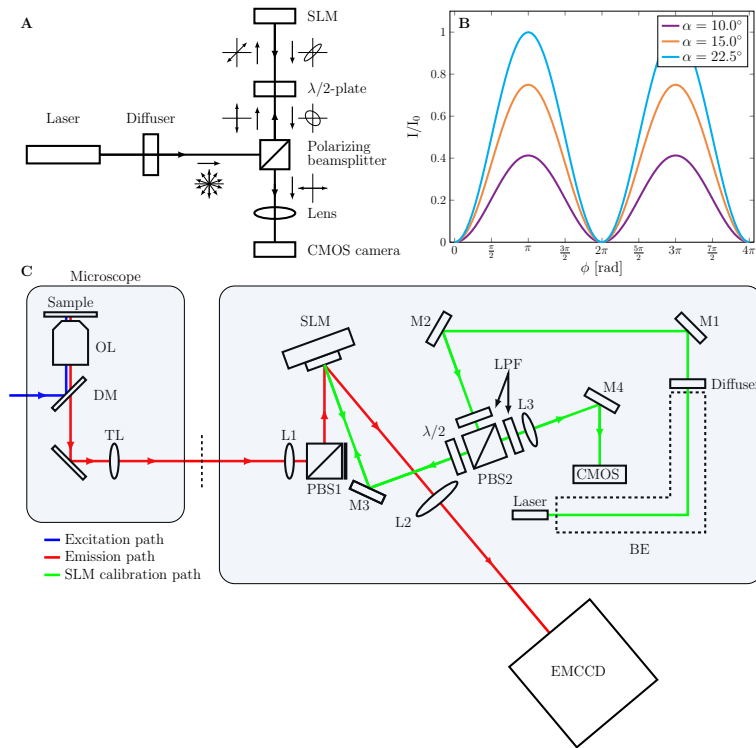 A
SLM
λ/2-plate
Laser
Diffuser
Polarizing
beamsplitter
Lens
CMOS camera
B
α = 10.0°
α = 15.0°
α = 22.5°
I/I₀
1
0.8
0.6
0.4
0.2
0
0 π/2 π 3π/2 2π 5π/2 3π 7π/2 4π
ϕ [rad]
C
Microscope
Sample
OL
DM
TL
L1
PBS1
SLM
M3
M2
M1
LPF
λ/2
L3
PBS2
M4
Diffuser
CMOS
Laser
BE
L2
EMCCD
Excitation path
Emission path
SLM calibration path